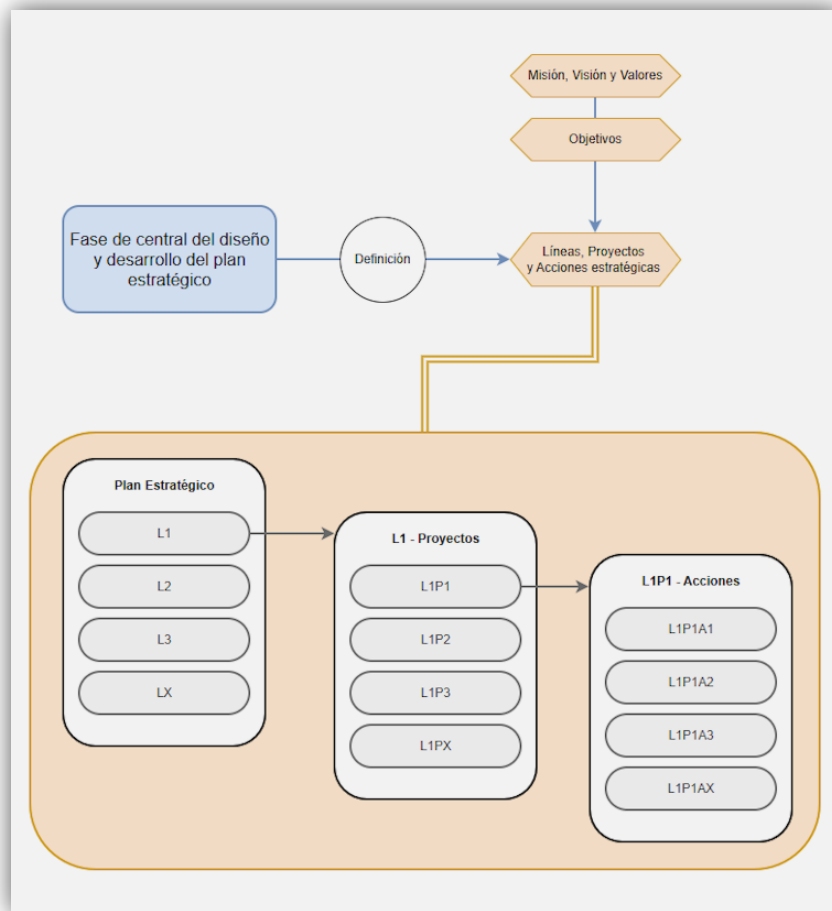 Misión, Visión y Valores
Objetivos
Fase de central del diseño
y desarrollo del plan
estratégico
Definición
Líneas, Proyectos
y Acciones estratégicas
Plan Estratégico
L1
L2
L3
LX
L1 - Proyectos
L1P1
L1P2
L1P3
L1PX
L1P1 - Acciones
L1P1A1
L1P1A2
L1P1A3
L1P1AX